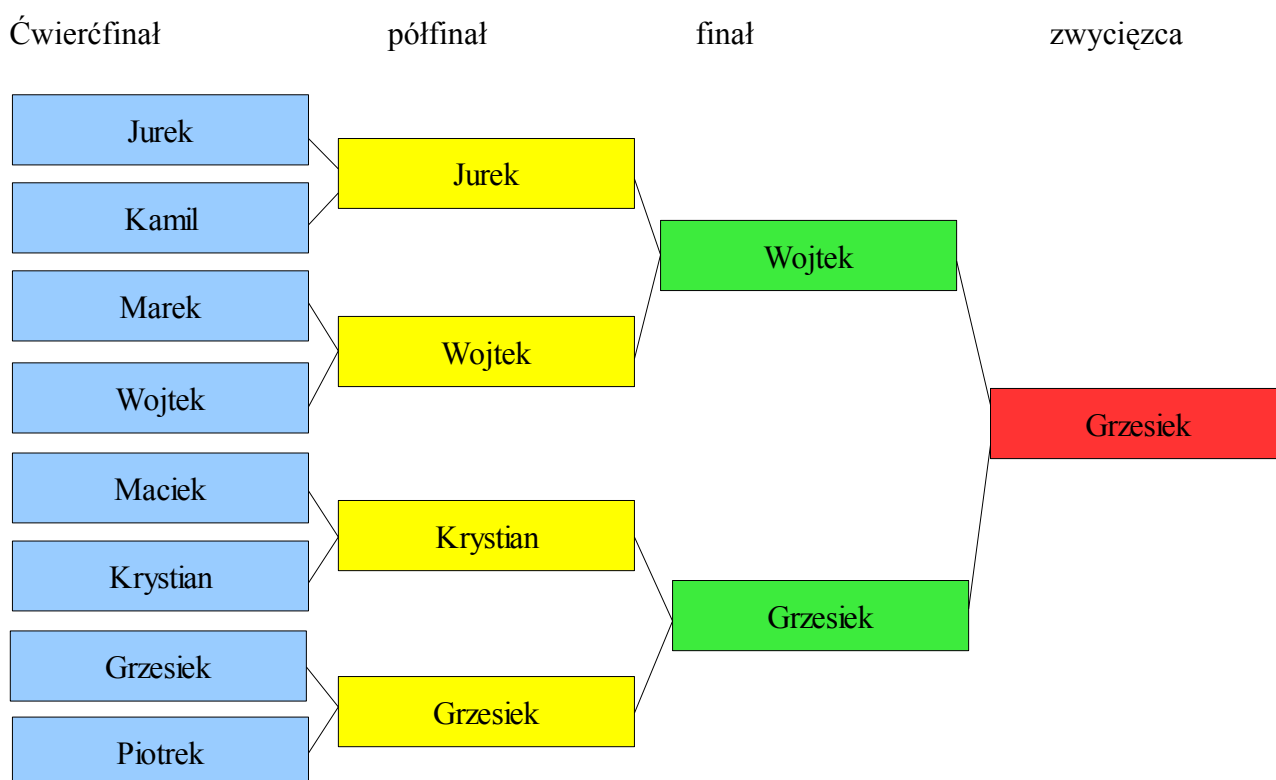 Ćwierćfinał półfinał finał zwycięzca
Jurek
Kamil
Marek
Wojtek
Maciek
Krystian
Grzesiek
Piotrek
Jurek
Wojtek
Krystian
Grzesiek
Wojtek
Grzesiek
Grzesiek